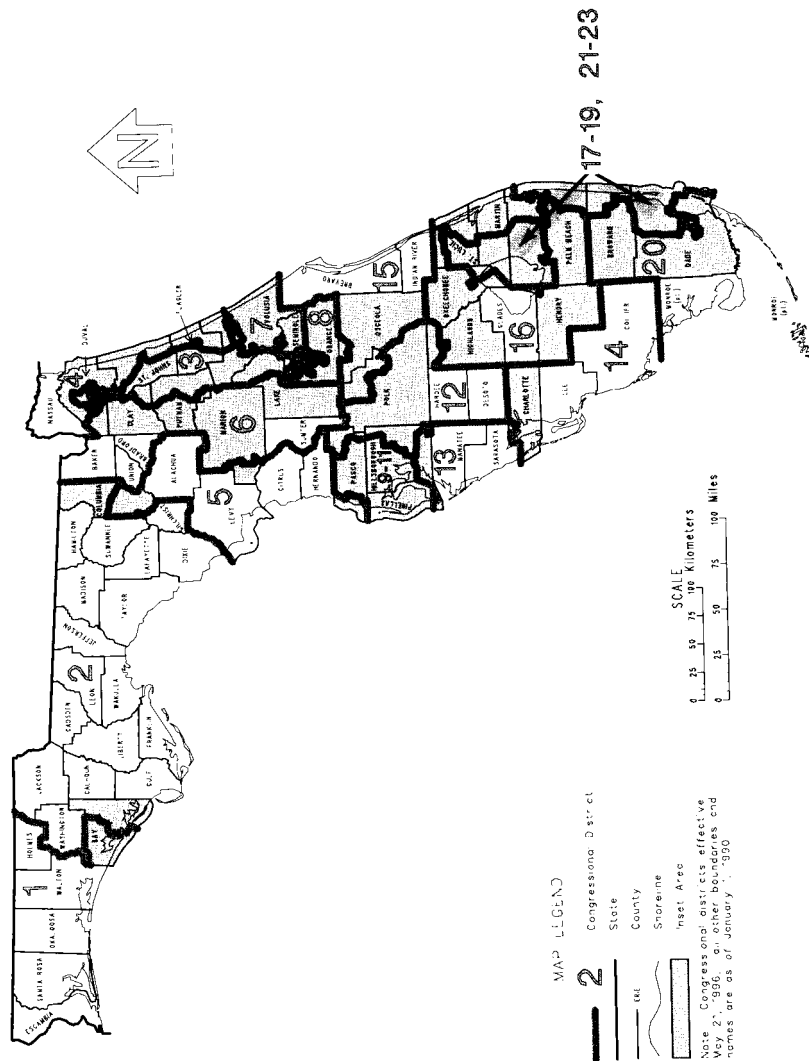 N
ESCAMBIA
SANTA ROSA
OKALOOSA
1
WALTON
HOLMES
WASHINGTON
BAY
JACKSON
CALHOUN
GULF
GADSDEN
LIBERTY
FRANKLIN
2
LEON
WAKULLA
JEFFERSON
MADISON
TAYLOR
HAMILTON
SUWANNEE
LAFAYETTE
DIXIE
COLUMBIA
GILCHRIST
5
LEVY
BAKER
UNION
BRADFORD
ALACHUA
NASSAU
4
DUVAL
CLAY
ST. JOHNS
PUTNAM
3
FLAGLER
MARION
6
7
VOLUSIA
CITRUS
SUMTER
LAKE
HERNANDO
SEMINOLE
8
ORANGE
PASCO
HILLSBOROUGH
9-11
PINELLAS
POLK
OSCEOLA
BREVARD
15
INDIAN RIVER
13
MANATEE
HARDEE
12
SARASOTA
DESOTO
HIGHLANDS
OKEECHOBEE
ST. LUCIE
MARTIN
CHARLOTTE
GLADES
16
LEE
HENDRY
PALM BEACH
14
COLLIER
BROWARD
20
DADE
MONROE
(pt.)
MONROE
(pt.)
17-19, 21-23
MAP LEGEND
2 Congressional District
State
ERIE County
Shoreline
Inset Area
Note: Congressional districts effective
May 21, 1996; all other boundaries and
names are as of January 1, 1990
SCALE
0 25 50 75 100 Kilometers
0 25 50 75 100 Miles